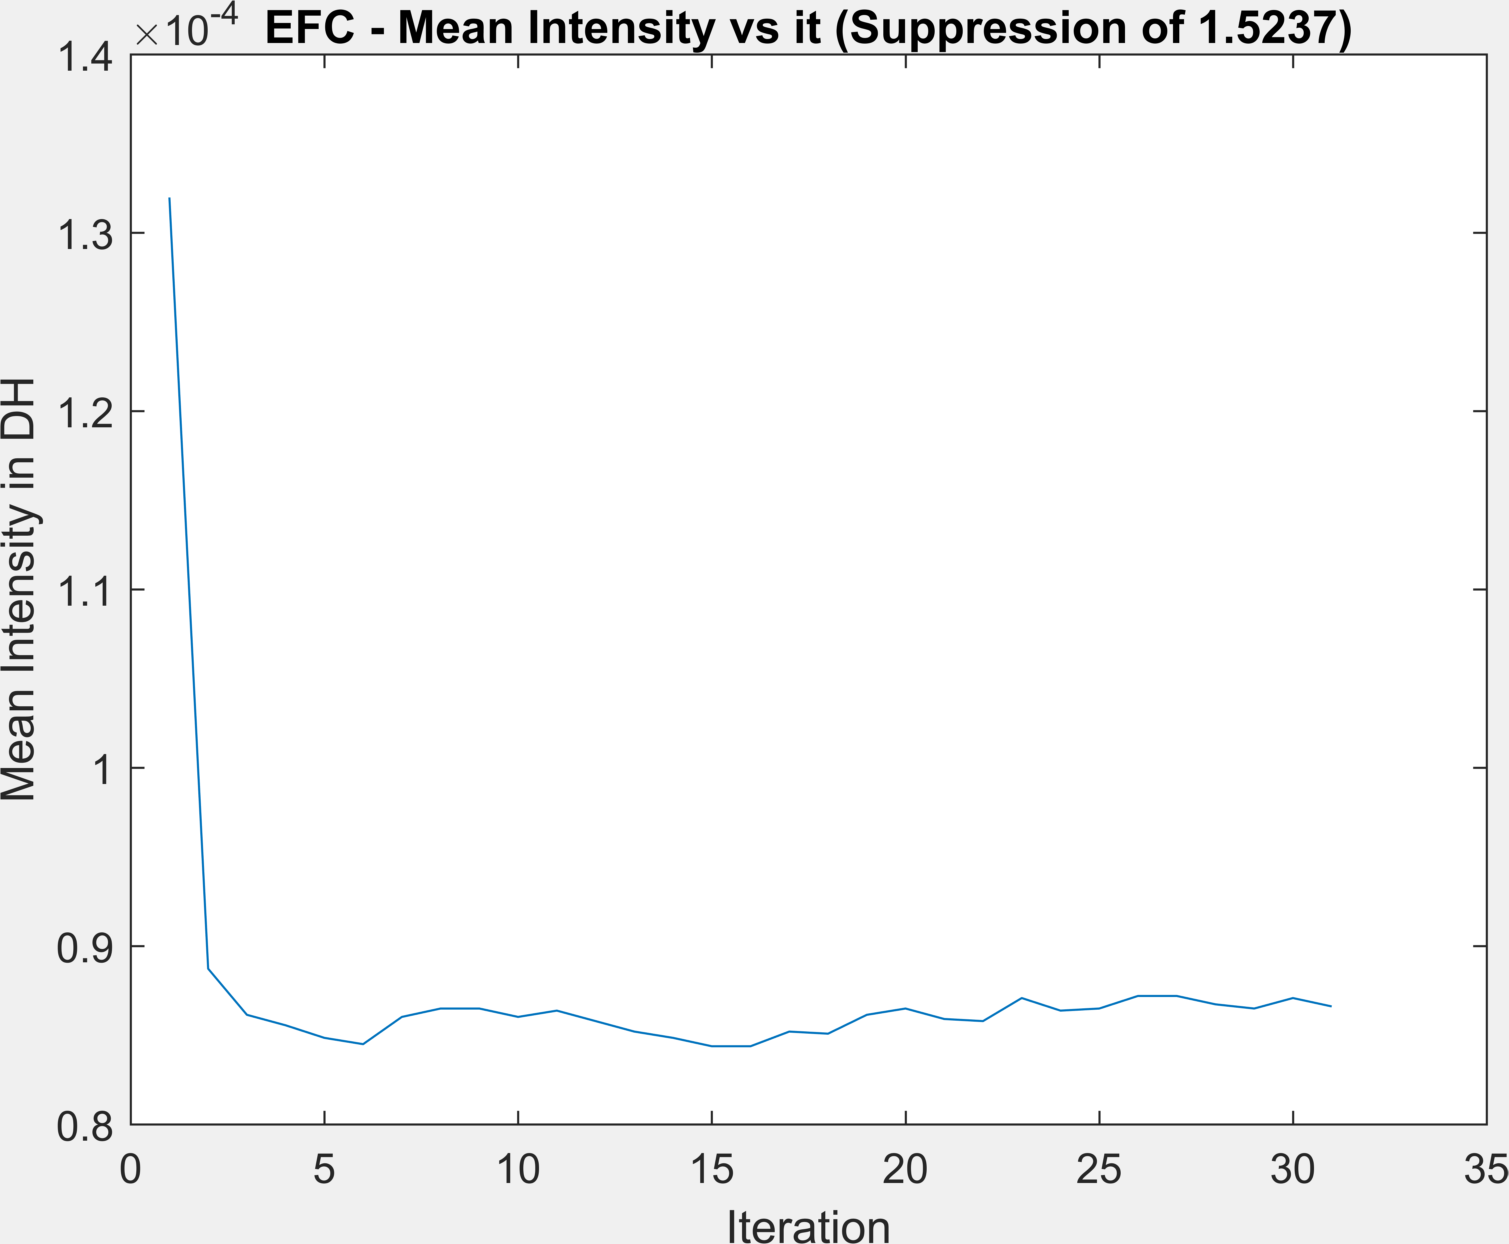 ×10-4 EFC - Mean Intensity vs it (Suppression of 1.5237)
1.4
1.3
1.2
1.1
1
0.9
0.8
Mean Intensity in DH
0 5 10 15 20 25 30 35
Iteration